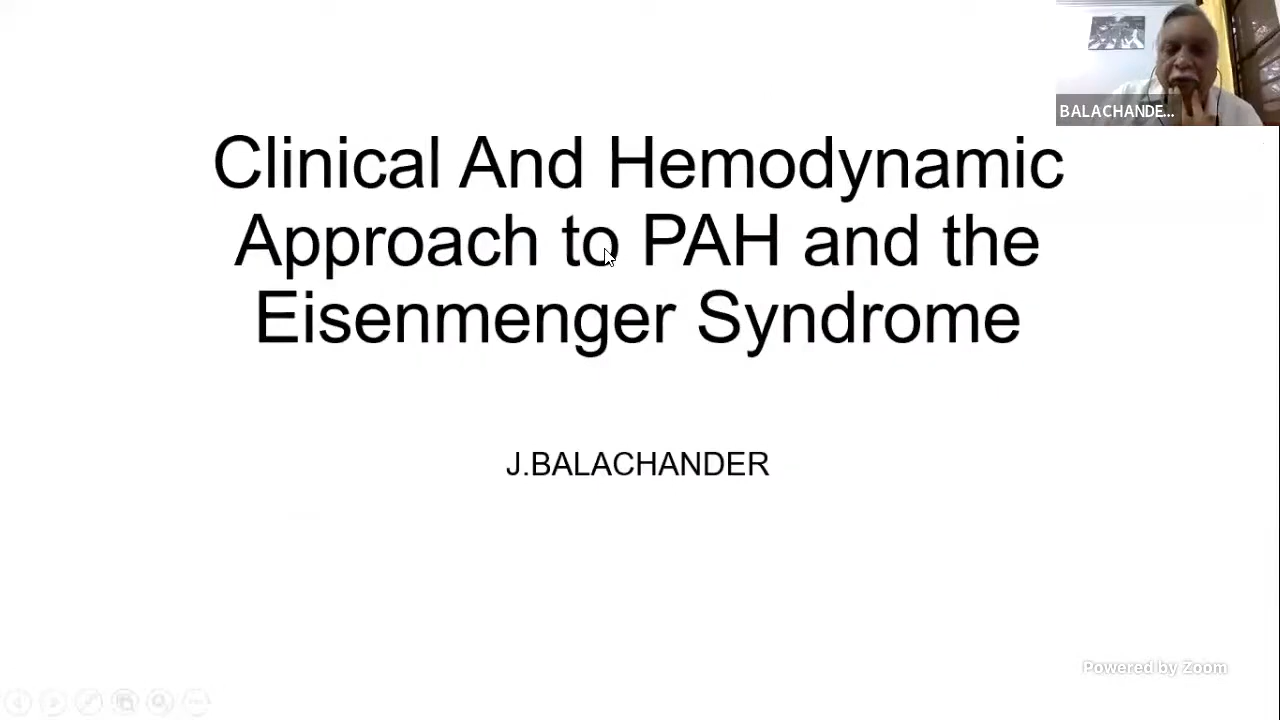 BALACHANDE...
Clinical And Hemodynamic
Approach to PAH and the
Eisenmenger Syndrome
J.BALACHANDER
Powered by Zoom